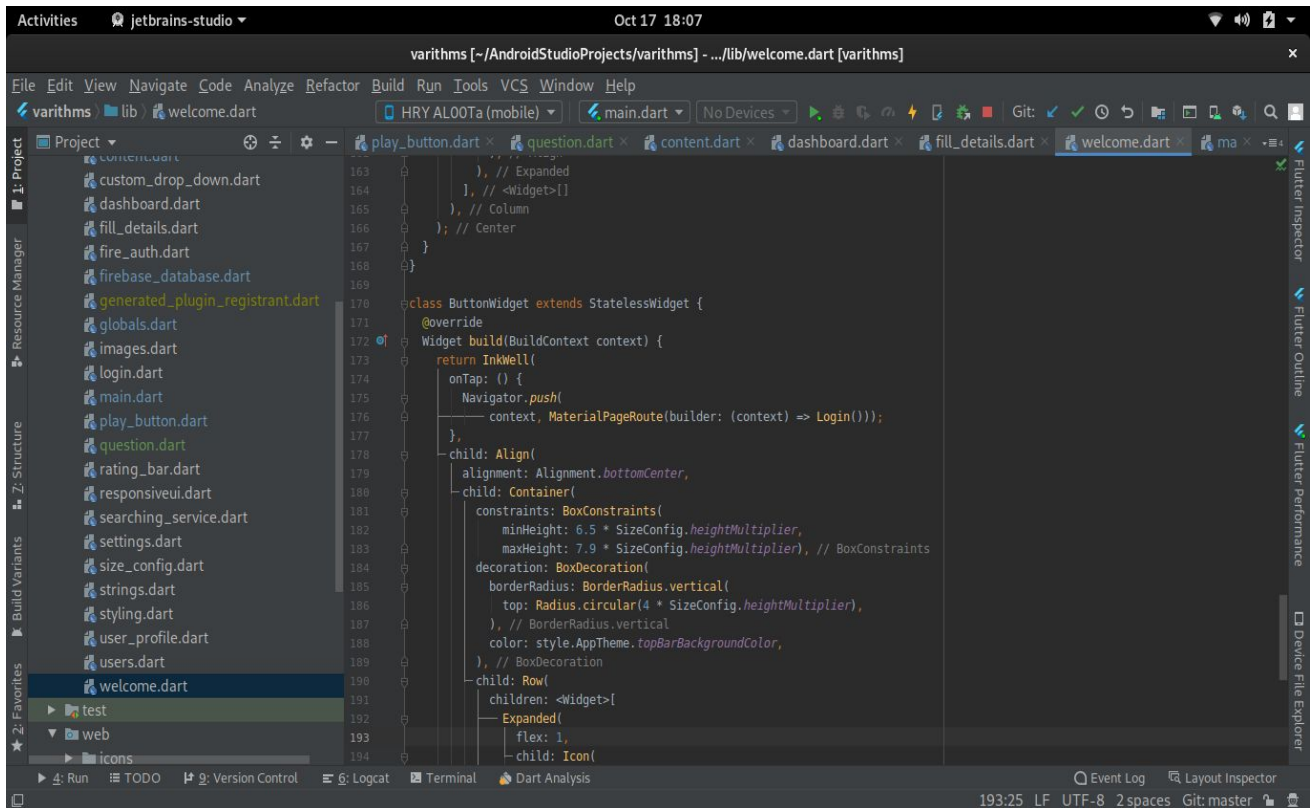 Activities jetbrains-studio Oct 17 18:07
varithms [~/AndroidStudioProjects/varithms] - .../lib/welcome.dart [varithms] ×
File Edit View Navigate Code Analyze Refactor Build Run Tools VCS Window Help
varithms lib welcome.dart HRY AL00Ta (mobile) main.dart No Devices Git:
Project play_button.dart × question.dart × content.dart × dashboard.dart × fill_details.dart × welcome.dart × ma ×
1: Project
Resource Manager
Z: Structure
Build Variants
2: Favorites
content.dart
custom_drop_down.dart
dashboard.dart
fill_details.dart
fire_auth.dart
firebase_database.dart
generated_plugin_registrant.dart
globals.dart
images.dart
login.dart
main.dart
play_button.dart
question.dart
rating_bar.dart
responsiveui.dart
searching_service.dart
settings.dart
size_config.dart
strings.dart
styling.dart
user_profile.dart
users.dart
welcome.dart
test
web
icons
163 ), // Expanded
164 ], // <Widget>[]
165 ), // Column
166 ); // Center
167 }
168 }
169
170 class ButtonWidget extends StatelessWidget {
171 @override
172 Widget build(BuildContext context) {
173 return InkWell(
174 onTap: () {
175 Navigator.push(
176 context, MaterialPageRoute(builder: (context) => Login()));
177 },
178 child: Align(
179 alignment: Alignment.bottomCenter,
180 child: Container(
181 constraints: BoxConstraints(
182 minHeight: 6.5 * SizeConfig.heightMultiplier,
183 maxHeight: 7.9 * SizeConfig.heightMultiplier), // BoxConstraints
184 decoration: BoxDecoration(
185 borderRadius: BorderRadius.vertical(
186 top: Radius.circular(4 * SizeConfig.heightMultiplier),
187 ), // BorderRadius.vertical
188 color: style.AppTheme.topBarBackgroundColor,
189 ), // BoxDecoration
190 child: Row(
191 children: <Widget>[
192 Expanded(
193 flex: 1,
194 child: Icon(
Flutter Inspector
Flutter Outline
Flutter Performance
Device File Explorer
4: Run TODO 9: Version Control 6: Logcat Terminal Dart Analysis Event Log Layout Inspector
193:25 LF UTF-8 2 spaces Git: master